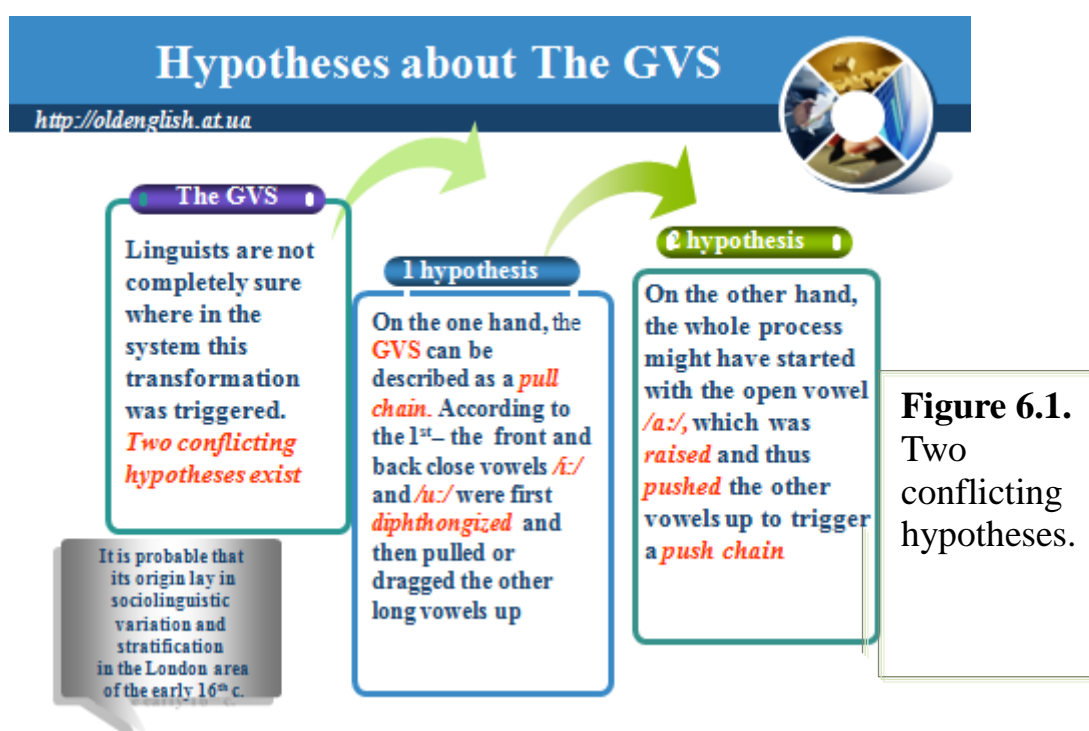 Hypotheses about The GVS
http://oldenglish.at.ua
The GVS
Linguists are not
completely sure
where in the
system this
transformation
was triggered.
Two conflicting
hypotheses exist
It is probable that
its origin lay in
sociolinguistic
variation and
stratification
in the London area
of the early 16th c.
1 hypothesis
On the one hand, the
GVS can be
described as a pull
chain. According to
the 1st – the front and
back close vowels /i:/
and /u:/ were first
diphthongized and
then pulled or
dragged the other
long vowels up
2 hypothesis
On the other hand,
the whole process
might have started
with the open vowel
/a:/, which was
raised and thus
pushed the other
vowels up to trigger
a push chain
Figure 6.1.
Two
conflicting
hypotheses.